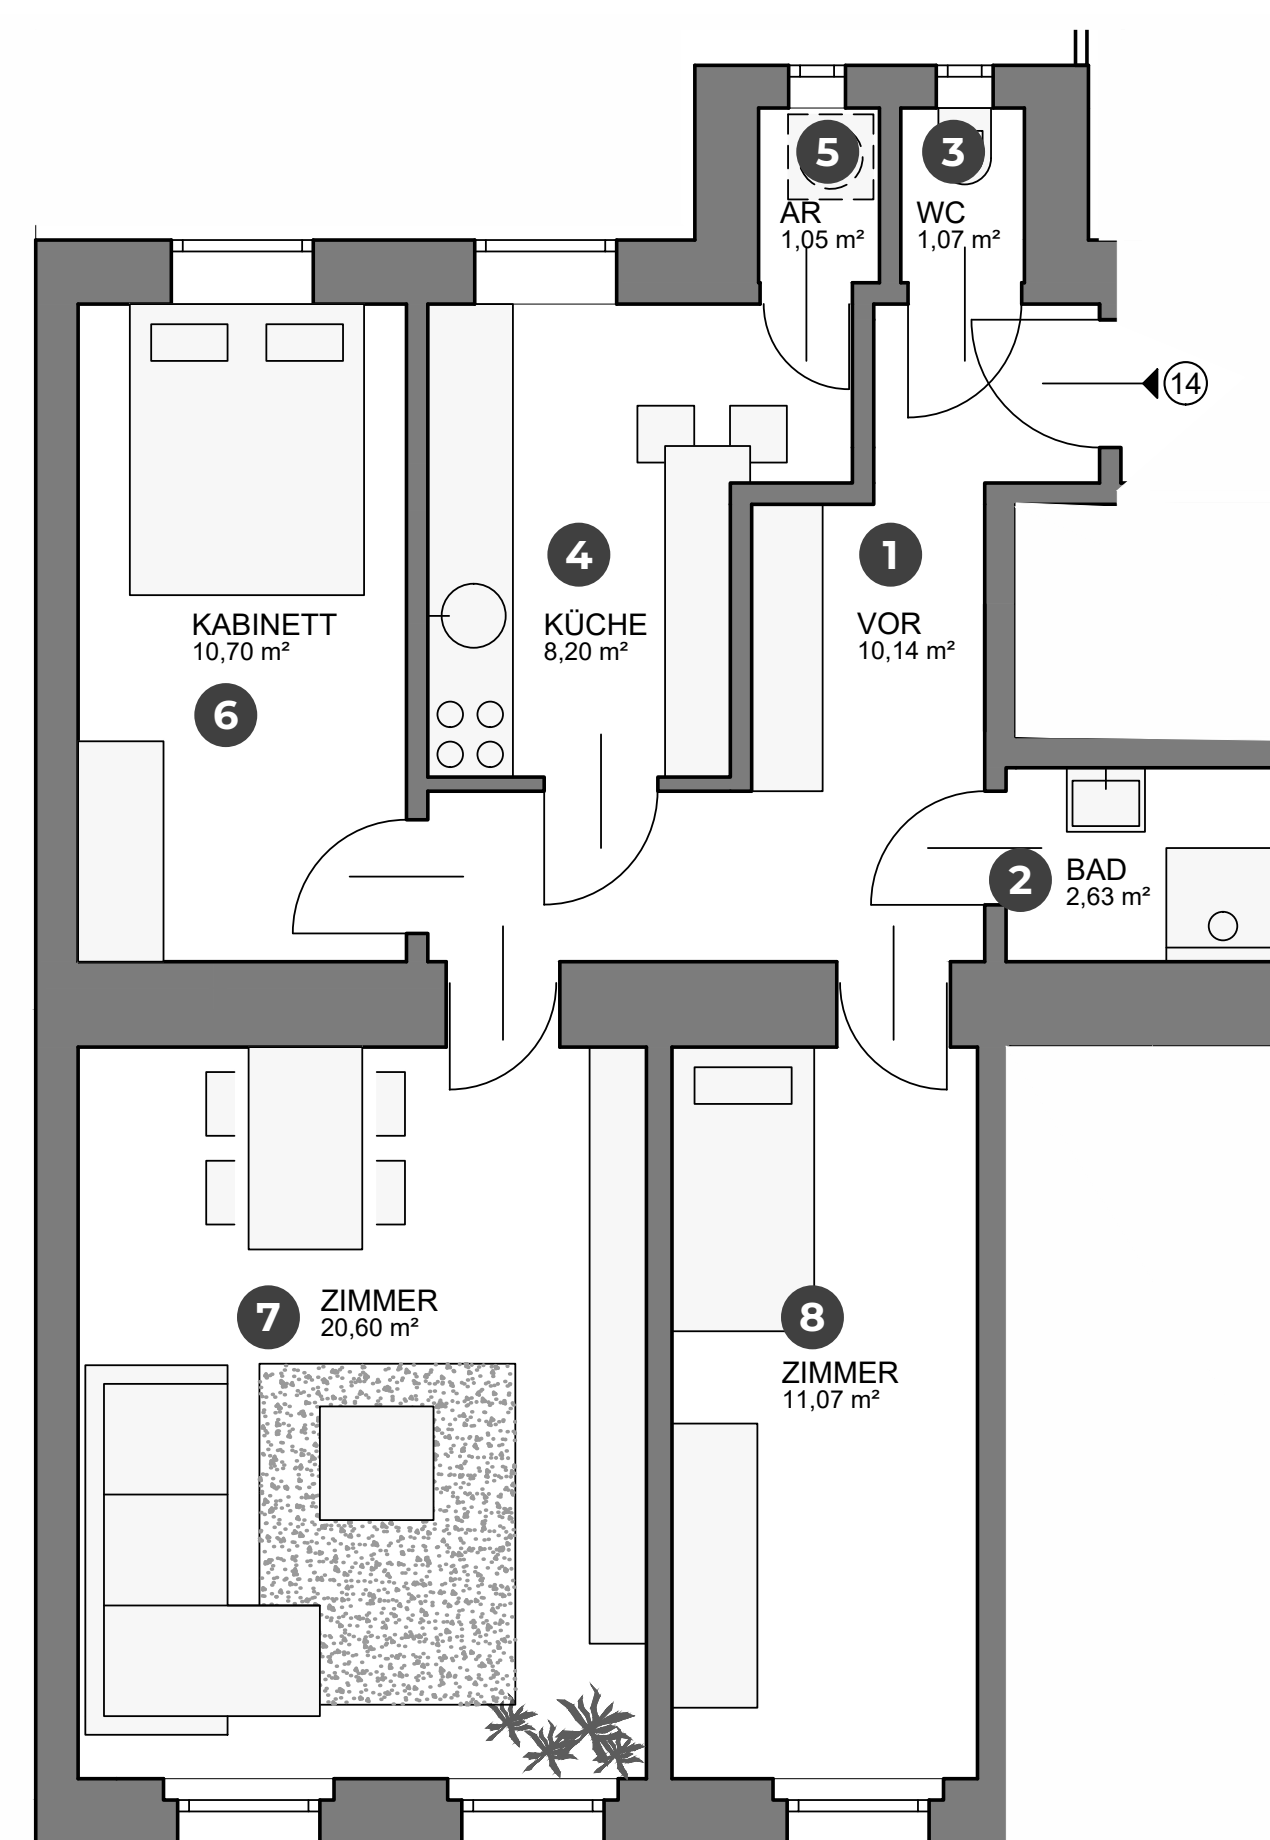 5
AR
1,05 m²
3
WC
1,07 m²
14
4
KÜCHE
8,20 m²
1
VOR
10,14 m²
KABINETT
10,70 m²
6
2
BAD
2,63 m²
7
ZIMMER
20,60 m²
8
ZIMMER
11,07 m²